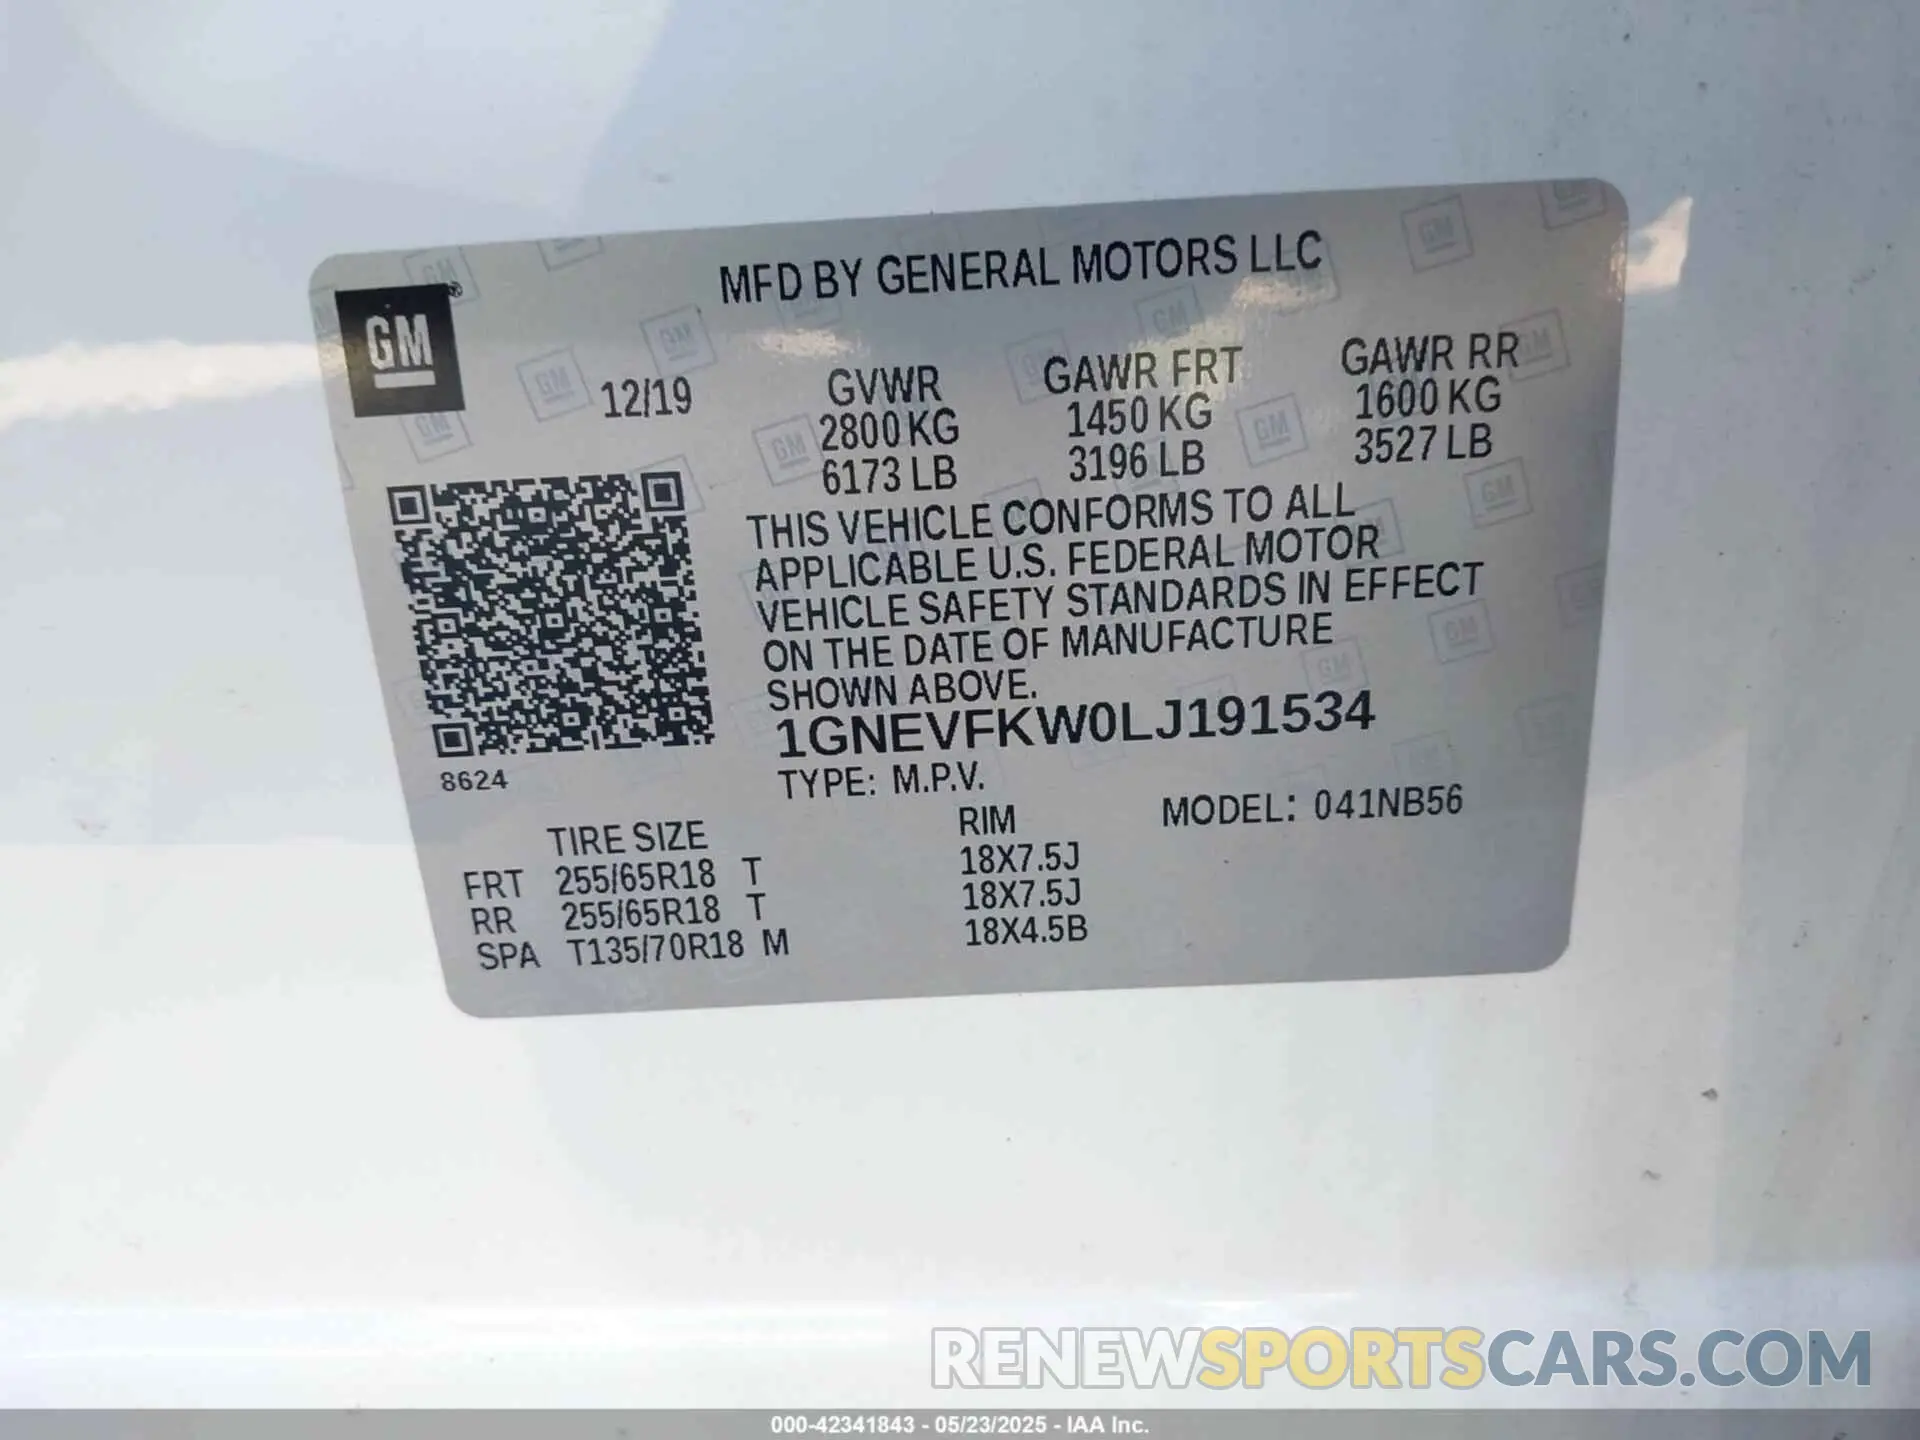 MFD BY GENERAL MOTORS LLC
GM®
12/19
GVWR
2800 KG
6173 LB
GAWR FRT
1450 KG
3196 LB
GAWR RR
1600 KG
3527 LB
THIS VEHICLE CONFORMS TO ALL
APPLICABLE U.S. FEDERAL MOTOR
VEHICLE SAFETY STANDARDS IN EFFECT
ON THE DATE OF MANUFACTURE
SHOWN ABOVE.
1GNEVFKW0LJ191534
8624
TYPE: M.P.V.
MODEL: 041NB56
TIRE SIZE RIM
FRT 255/65R18 T 18X7.5J
RR 255/65R18 T 18X7.5J
SPA T135/70R18 M 18X4.5B
RENEWSPORTSCARS.COM
000-42341843 - 05/23/2025 - IAA Inc.